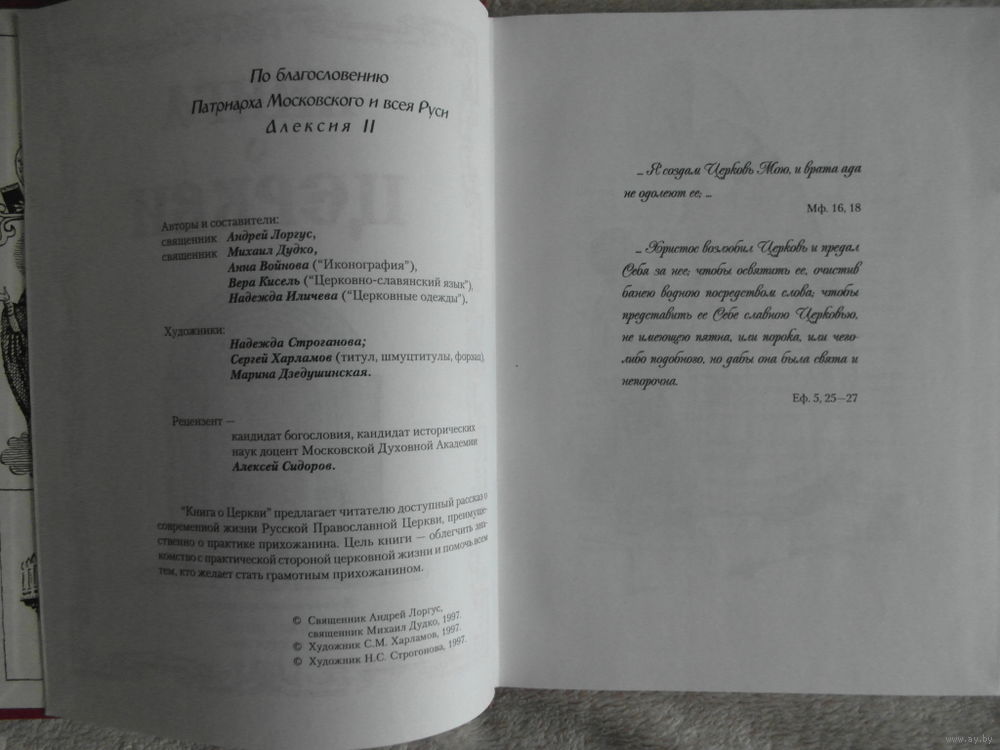 По благословению
Патриарха Московского и всея Руси
Алексия II
Авторы и составители:
священник Андрей Лоргус,
священник Михаил Дудко,
Анна Войнова (“Иконография”),
Вера Кисель (“Церковно-славянский язык”),
Надежда Иличева (“Церковные одежды”).
Художники:
Надежда Строганова;
Сергей Харламов (титул, шмуцтитулы, форзац),
Марина Дзедушинская.
Рецензент —
кандидат богословия, кандидат исторических
наук доцент Московской Духовной Академии
Алексей Сидоров.
“Книга о Церкви” предлагает читателю доступный рассказ о
современной жизни Русской Православной Церкви, преимуще-
ственно о практике прихожанина. Цель книги — облегчить зна-
комство с практической стороной церковной жизни и помочь всем
тем, кто желает стать грамотным прихожанином.
© Священник Андрей Лоргус,
священник Михаил Дудко, 1997.
© Художник С.М. Харламов, 1997.
© Художник Н.С. Строгонова, 1997.
... Я создам Церковь Мою, и врата ада
не одолеют ее; ...
Мф. 16, 18
... Христос возлюбил Церковь и предал
Себя за нее; чтобы освятить ее, очистив
банею водною посредством слова; чтобы
представить ее Себе славною Церковью,
не имеющею пятна, или порока, или чего-
либо подобного, но дабы она была свята и
непорочна.
Еф. 5, 25—27
www.ay.by